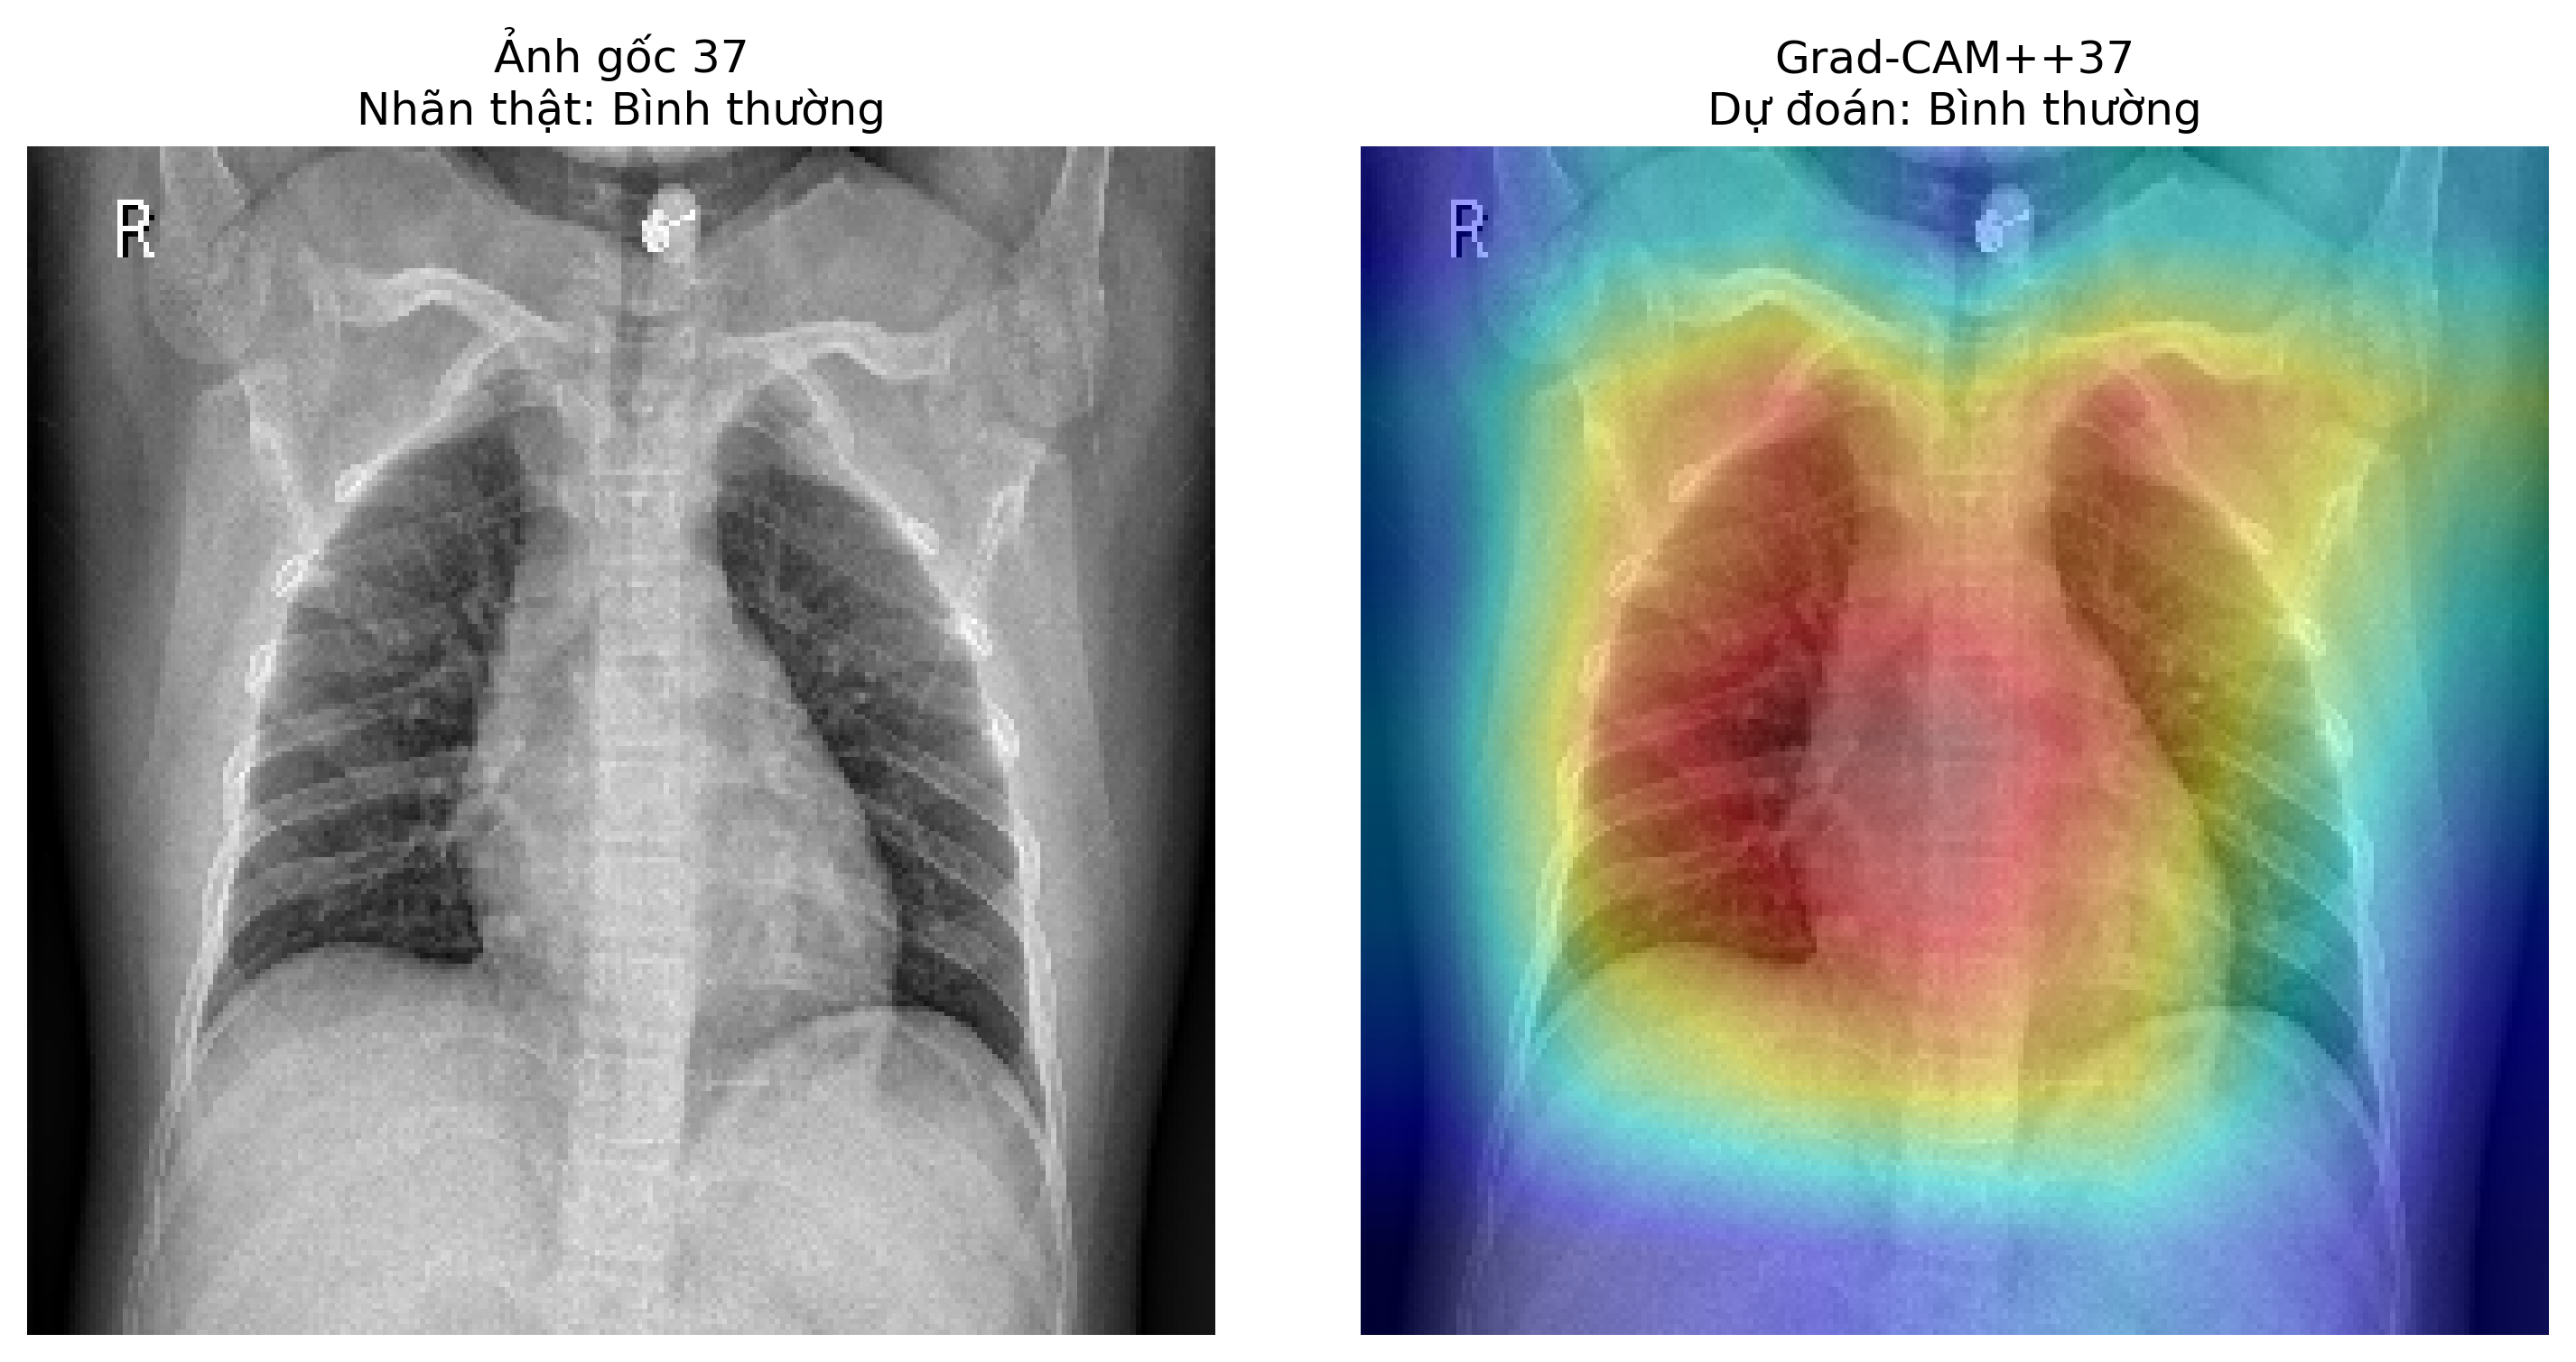 Ảnh gốc 37
Nhãn thật: Bình thường
R
Grad-CAM++37
Dự đoán: Bình thường
R